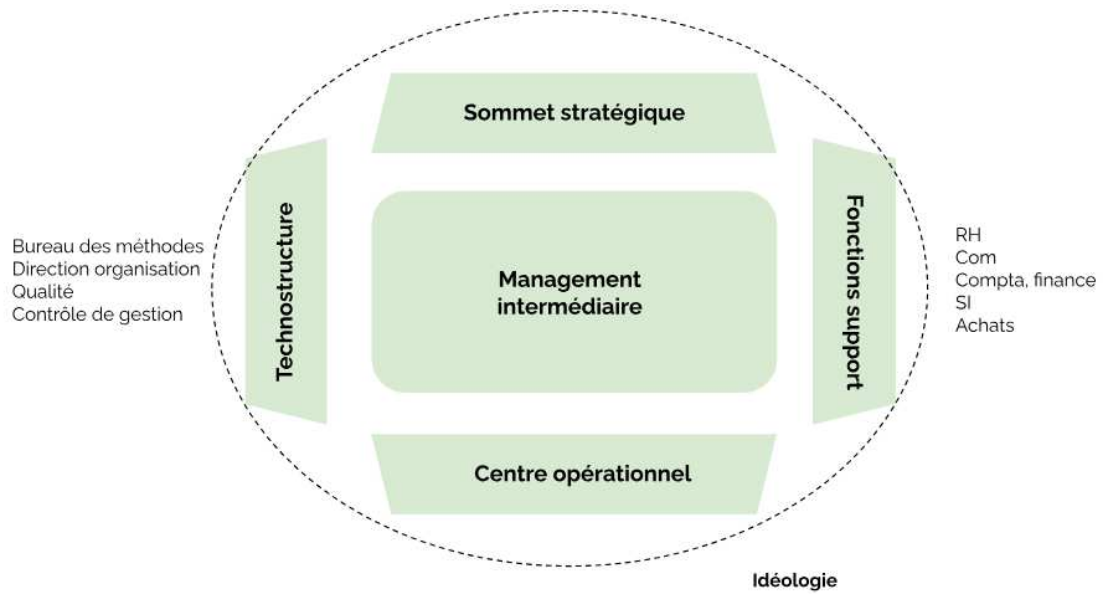 Sommet stratégique
Bureau des méthodes
Direction organisation
Qualité
Contrôle de gestion
Technostructure
Management
intermédiaire
Fonctions support
RH
Com
Compta, finance
SI
Achats
Centre opérationnel
Idéologie